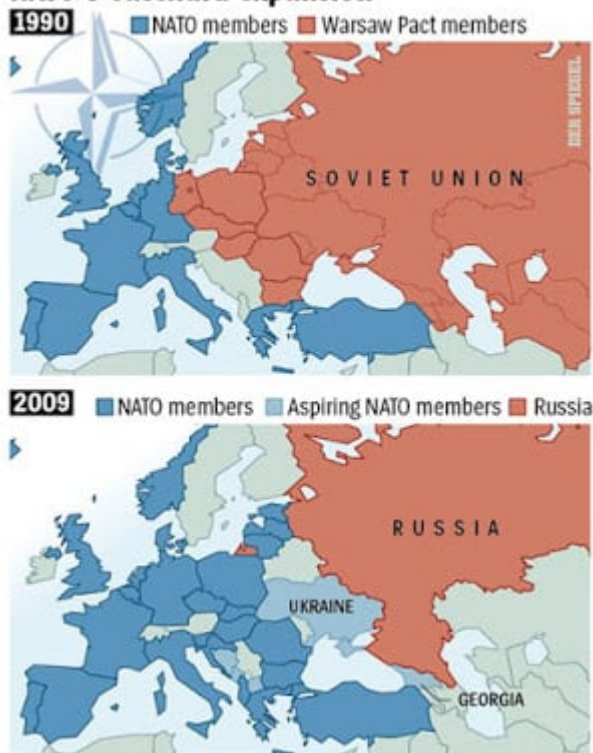 1990 NATO members Warsaw Pact members
DER SPIEGEL
SOVIET UNION
2009 NATO members Aspiring NATO members Russia
RUSSIA
UKRAINE
GEORGIA